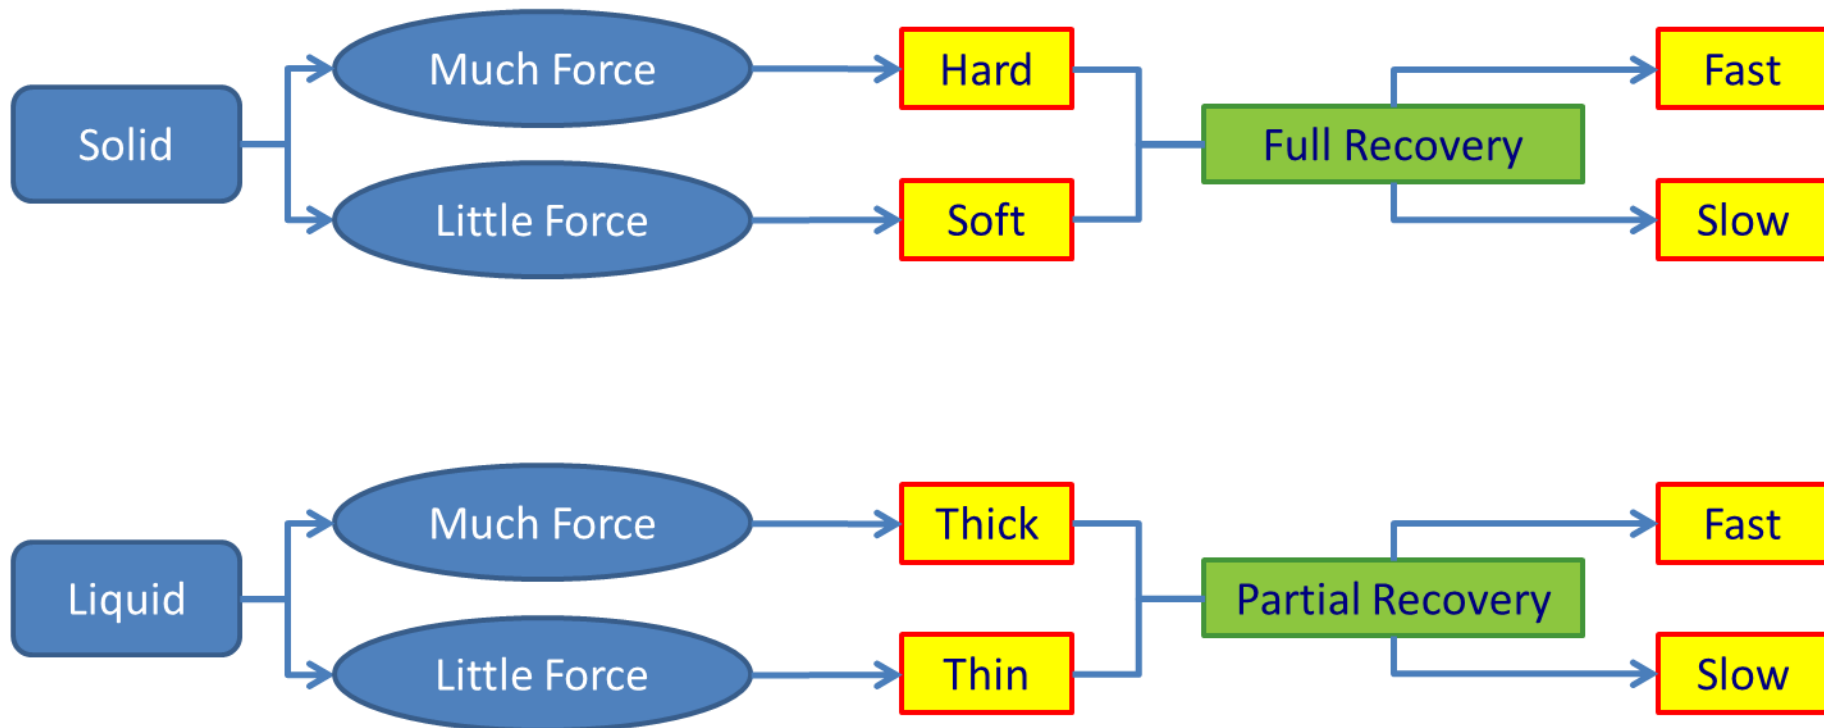 Much Force
Hard
Fast
Solid
Full Recovery
Little Force
Soft
Slow
Much Force
Thick
Fast
Liquid
Partial Recovery
Little Force
Thin
Slow